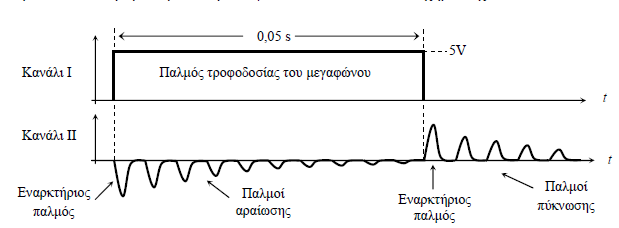 0,05 s
5V
Κανάλι Ι
Παλμός τροφοδοσίας του μεγαφώνου
t
Κανάλι ΙΙ
t
Εναρκτήριος
παλμός
Παλμοί
αραίωσης
Εναρκτήριος
παλμός
Παλμοί
πύκνωσης